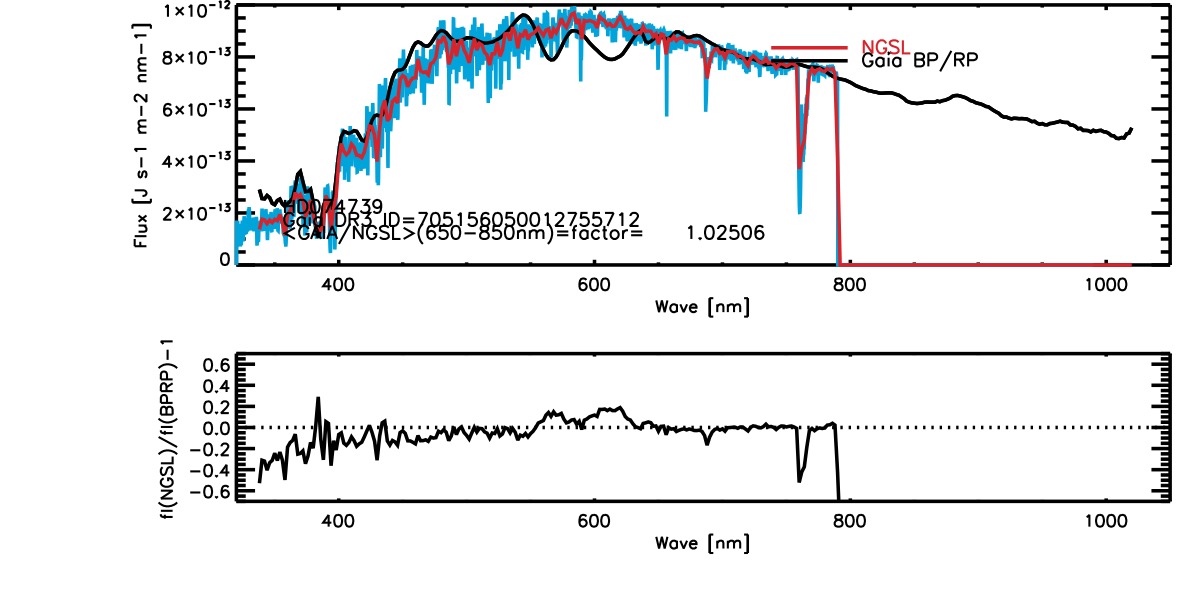 1×10−12
8×10−13
6×10−13
4×10−13
2×10−13
0
Flux [J s−1 m−2 nm−1]
NGSL
Gaia BP/RP
HD074739
Gaia DR3 ID=705156050012755712
<GAIA/NGSL>(650−850nm)=factor= 1.02506
400 600 800 1000
Wave [nm]
fl(NGSL)/fl(BPRP)−1
0.6
0.4
0.2
0.0
−0.2
−0.4
−0.6
400 600 800 1000
Wave [nm]